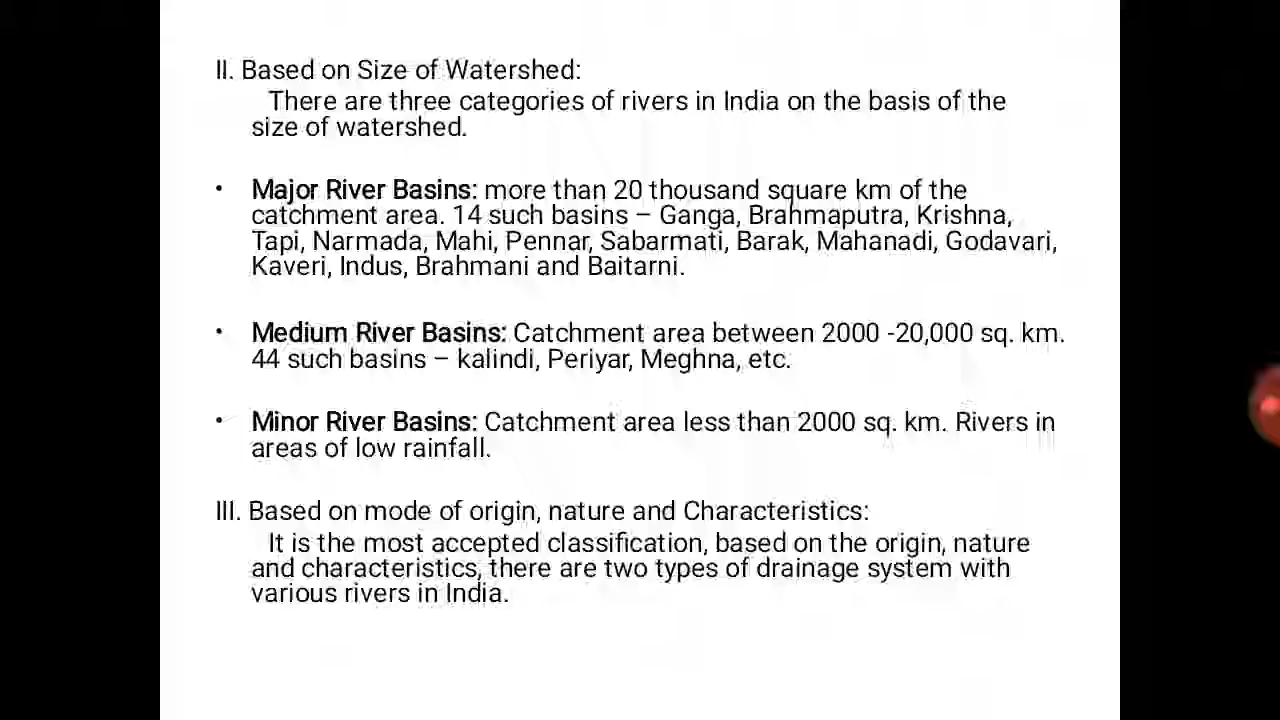 II. Based on Size of Watershed:
There are three categories of rivers in India on the basis of the
size of watershed.
• Major River Basins: more than 20 thousand square km of the
catchment area. 14 such basins – Ganga, Brahmaputra, Krishna,
Tapi, Narmada, Mahi, Pennar, Sabarmati, Barak, Mahanadi, Godavari,
Kaveri, Indus, Brahmani and Baitarni.
• Medium River Basins: Catchment area between 2000 -20,000 sq. km.
44 such basins – kalindi, Periyar, Meghna, etc.
• Minor River Basins: Catchment area less than 2000 sq. km. Rivers in
areas of low rainfall.
III. Based on mode of origin, nature and Characteristics:
It is the most accepted classification, based on the origin, nature
and characteristics, there are two types of drainage system with
various rivers in India.